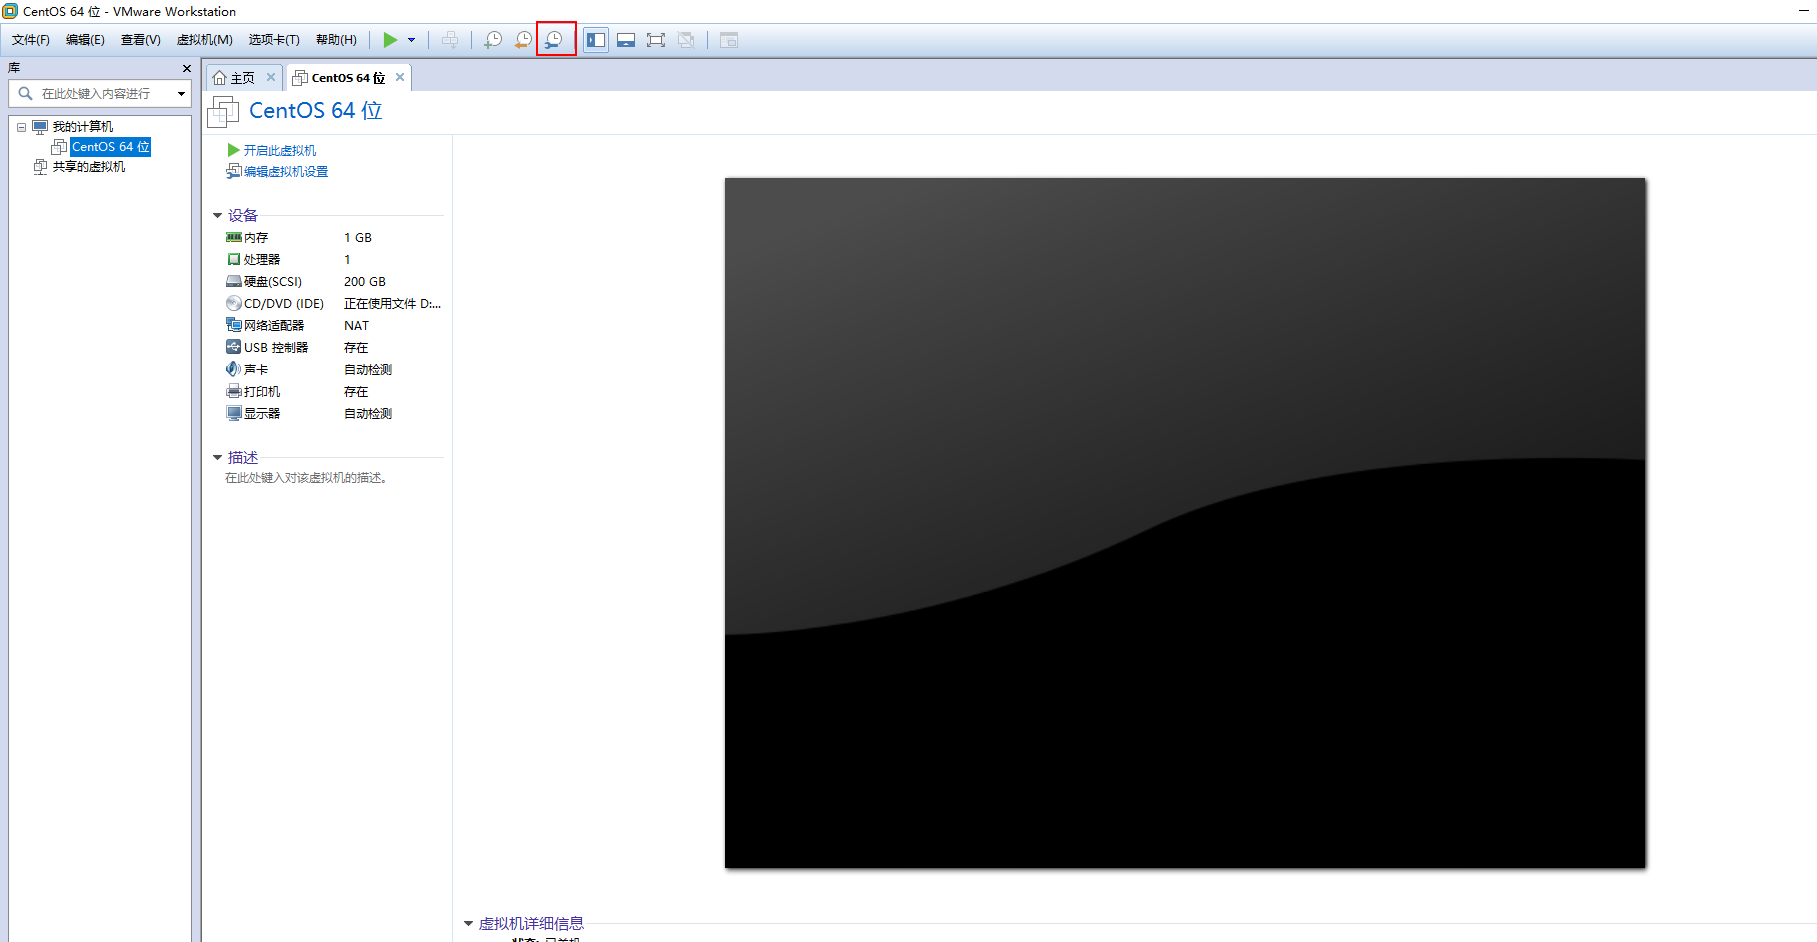 CentOS 64 位 - VMware Workstation
文件(F) 编辑(E) 查看(V) 虚拟机(M) 选项卡(T) 帮助(H)
库
在此处键入内容进行
我的计算机
CentOS 64 位
共享的虚拟机
主页 CentOS 64 位
CentOS 64 位
开启此虚拟机
编辑虚拟机设置
设备
内存 1 GB
处理器 1
硬盘(SCSI) 200 GB
CD/DVD (IDE) 正在使用文件 D:...
网络适配器 NAT
USB 控制器 存在
声卡 自动检测
打印机 存在
显示器 自动检测
描述
在此处键入对该虚拟机的描述。
虚拟机详细信息
状态: 已关机